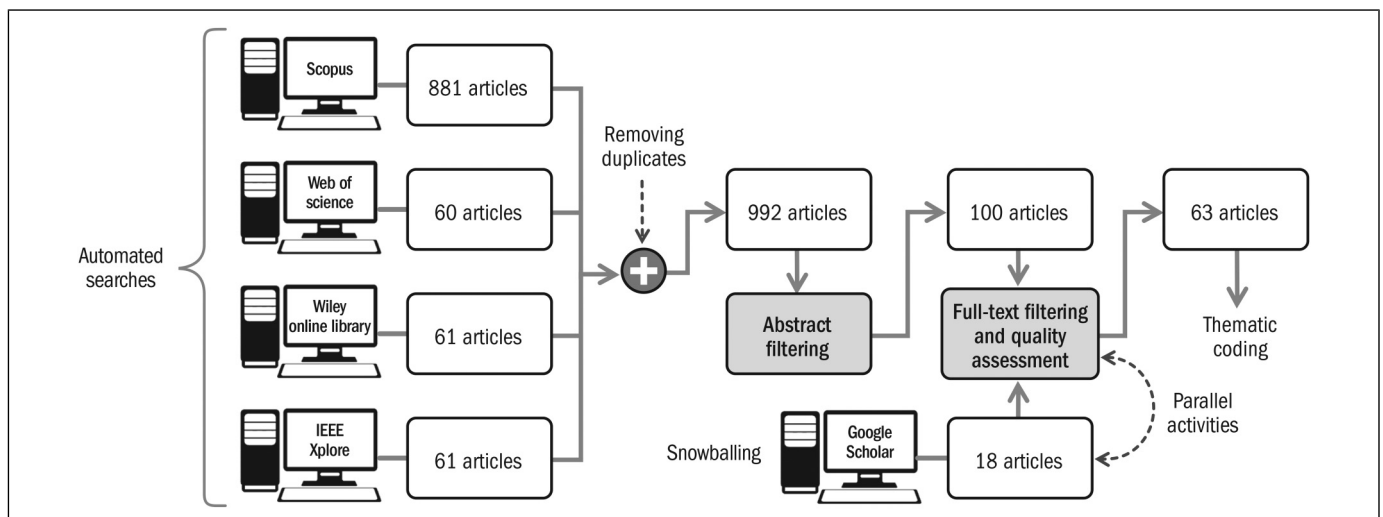 Automated
searches
Scopus
881 articles
Web of
science
60 articles
Wiley
online library
61 articles
IEEE
Xplore
61 articles
Removing
duplicates
992 articles
Abstract
filtering
100 articles
Full-text filtering
and quality
assessment
63 articles
Thematic
coding
Snowballing
Google
Scholar
18 articles
Parallel
activities